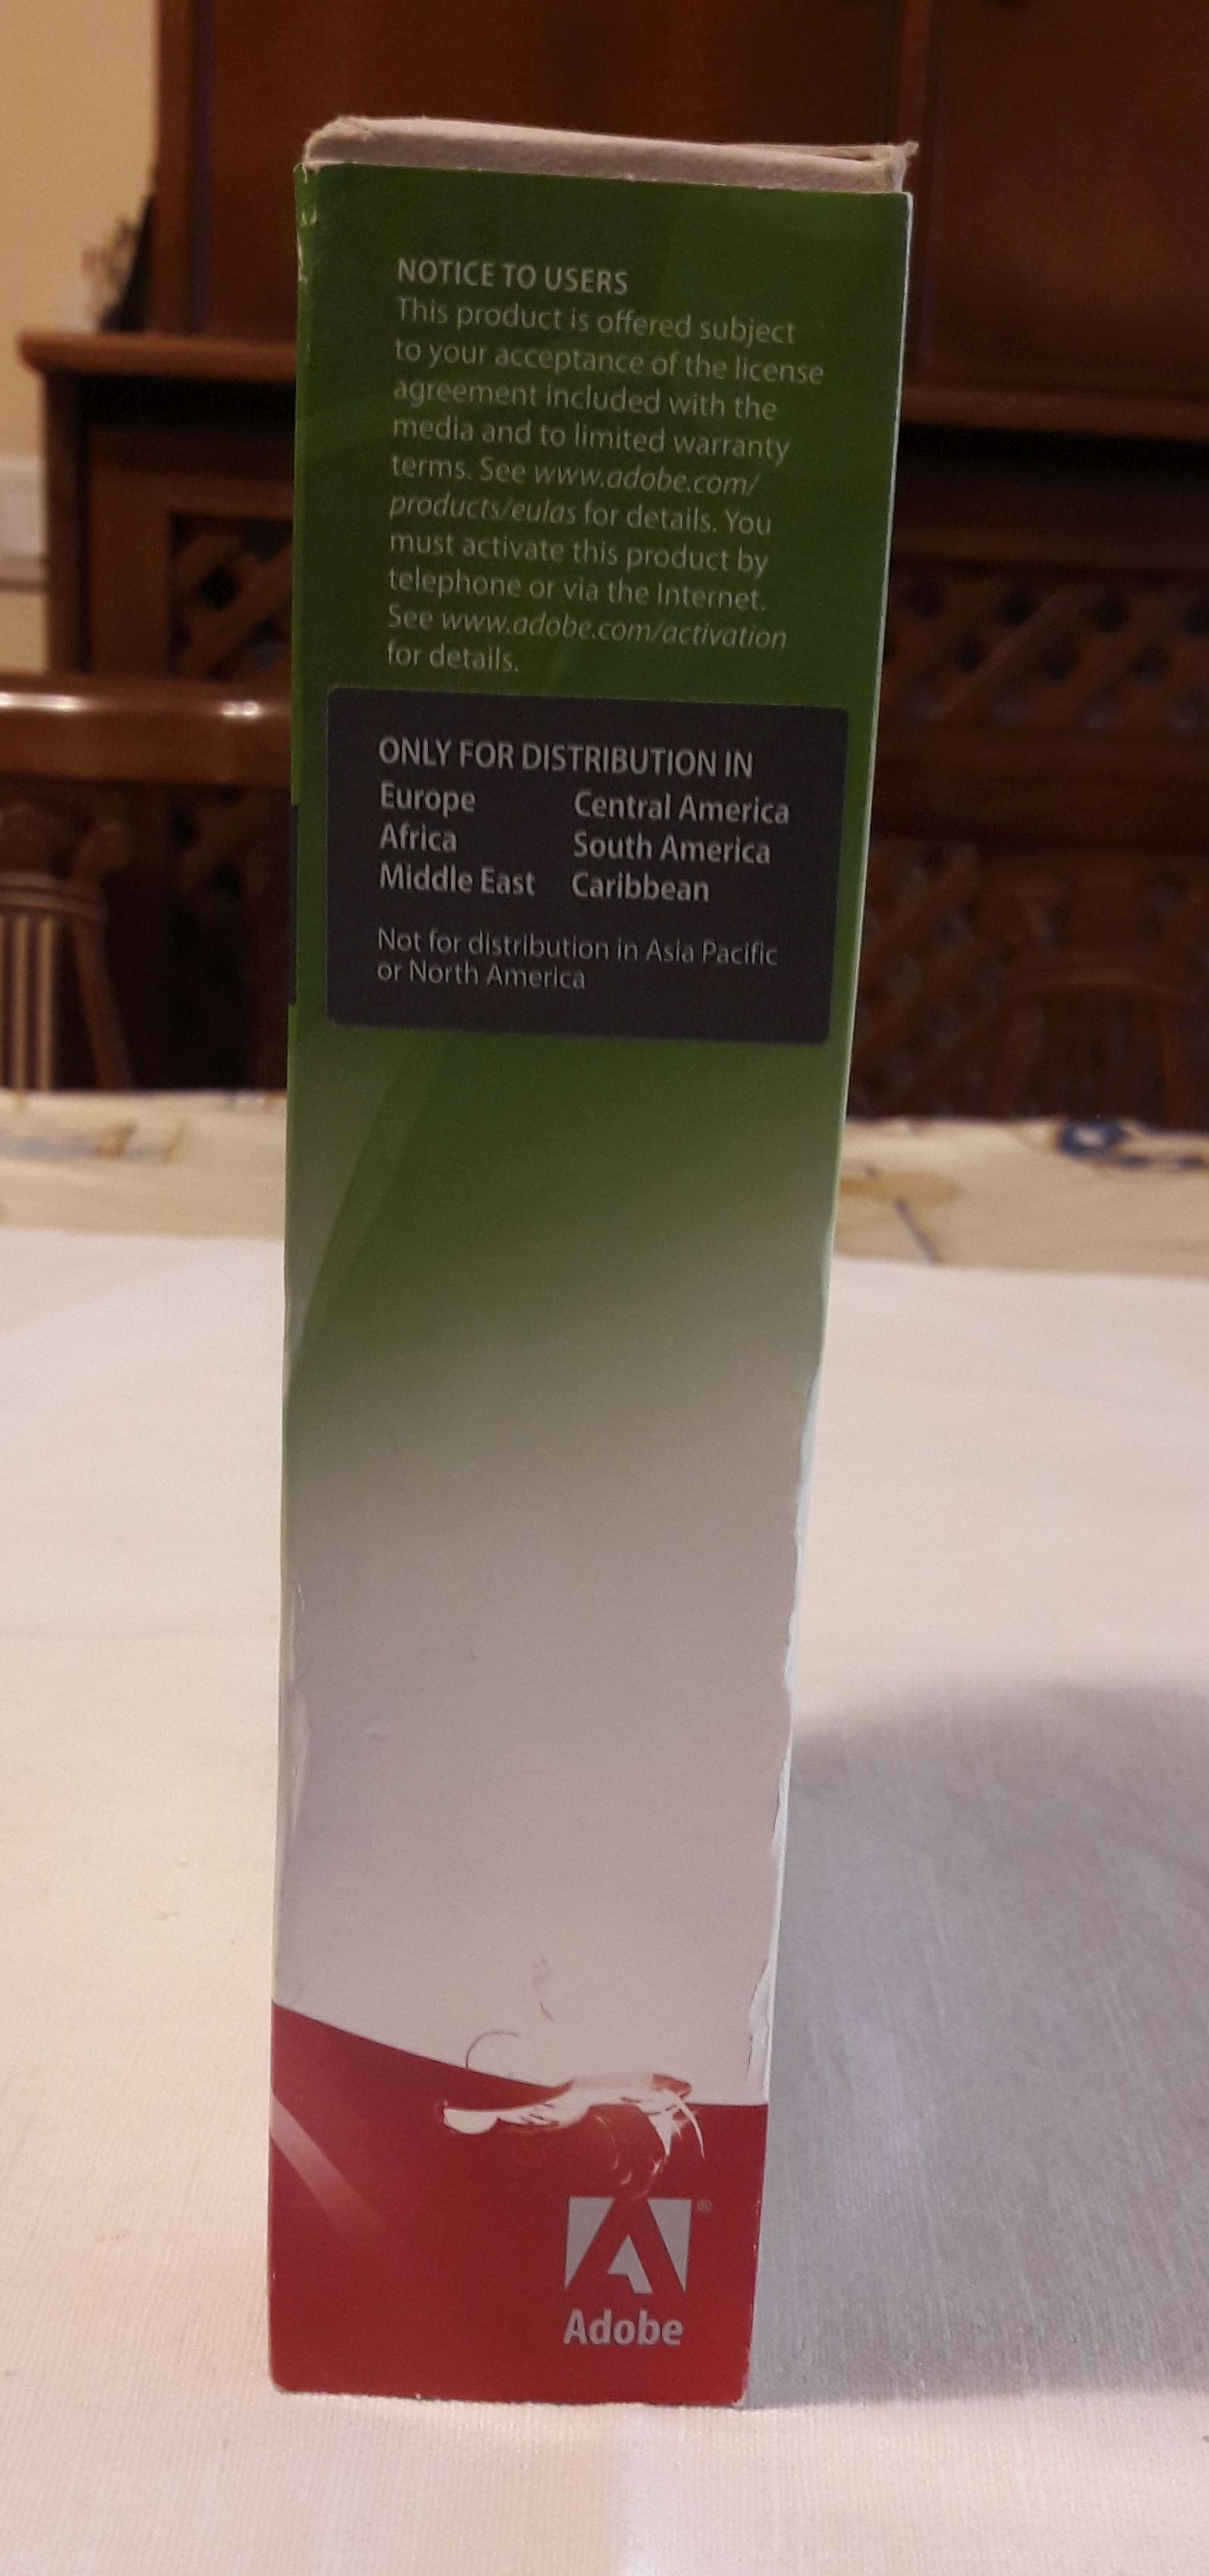 NOTICE TO USERS
This product is offered subject
to your acceptance of the license
agreement included with the
media and to limited warranty
terms. See www.adobe.com/
products/eulas for details. You
must activate this product by
telephone or via the Internet.
See www.adobe.com/activation
for details.
ONLY FOR DISTRIBUTION IN
Europe Central America
Africa South America
Middle East Caribbean
Not for distribution in Asia Pacific
or North America
®
Adobe